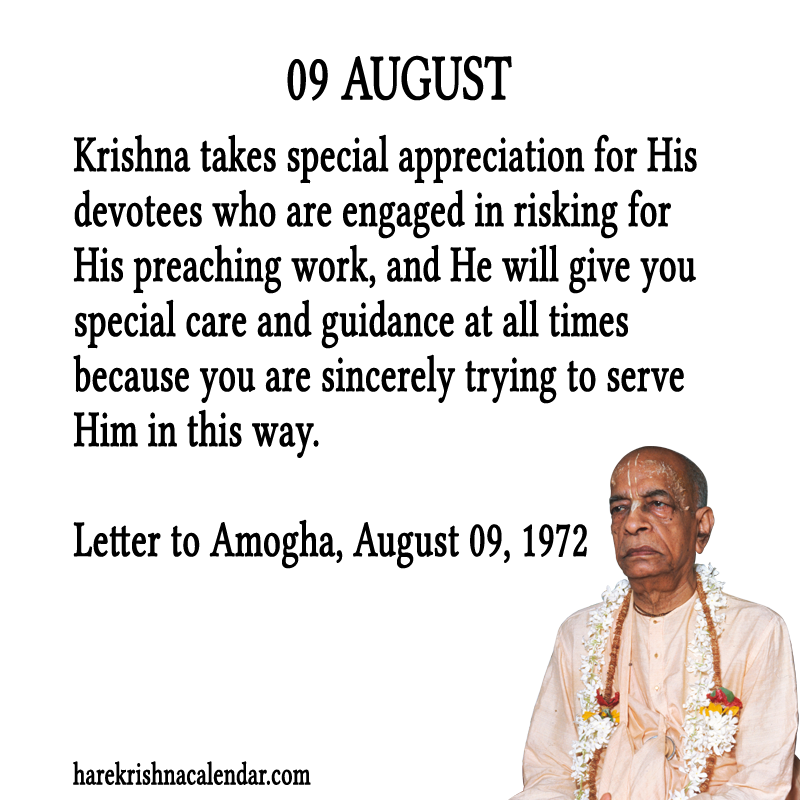 09 AUGUST
Krishna takes special appreciation for His
devotees who are engaged in risking for
His preaching work, and He will give you
special care and guidance at all times
because you are sincerely trying to serve
Him in this way.
Letter to Amogha, August 09, 1972
harekrishnacalendar.com